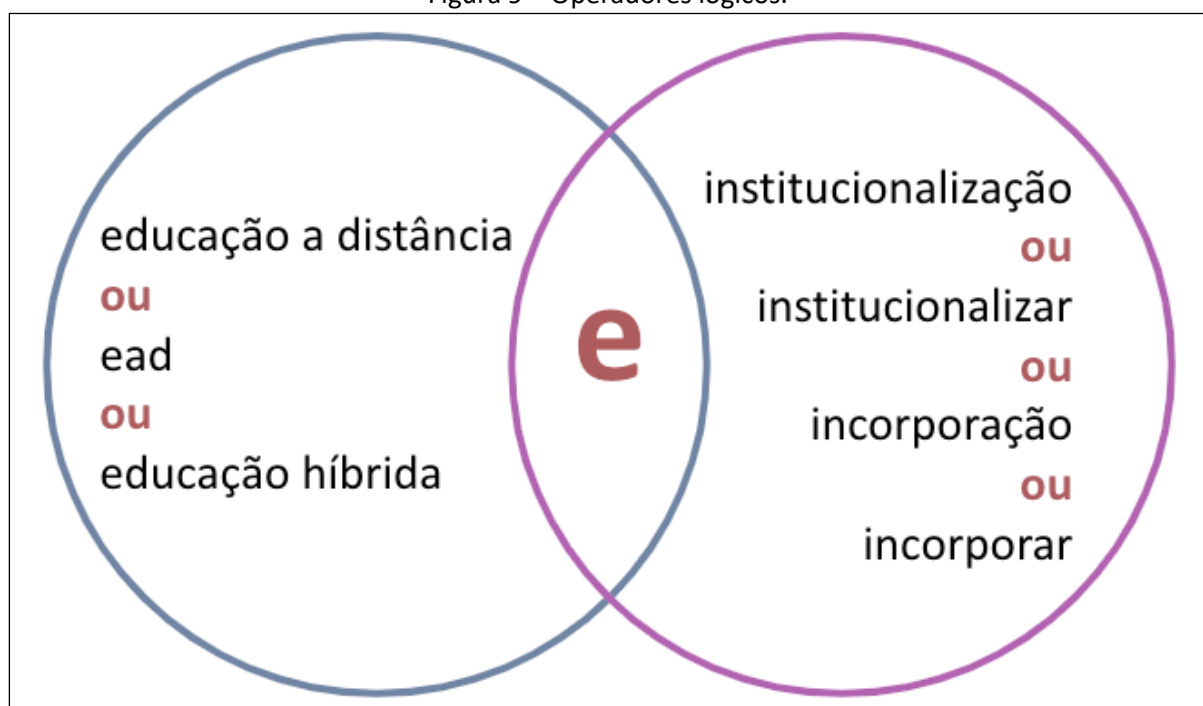 educação a distância
ou
ead
ou
educação híbrida
e
institucionalização
ou
institucionalizar
ou
incorporação
ou
incorporar